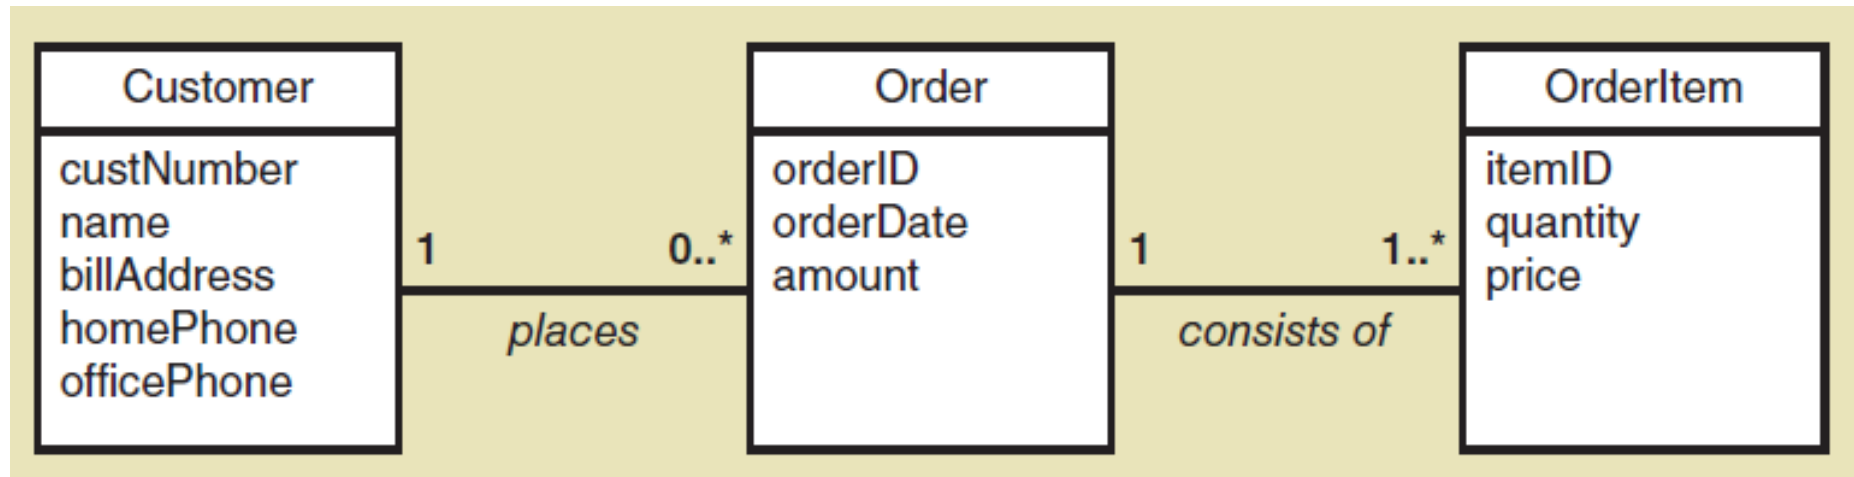 Customer
custNumber
name
billAddress
homePhone
officePhone
1
0..*
places
Order
orderID
orderDate
amount
1
1..*
consists of
OrderItem
itemID
quantity
price